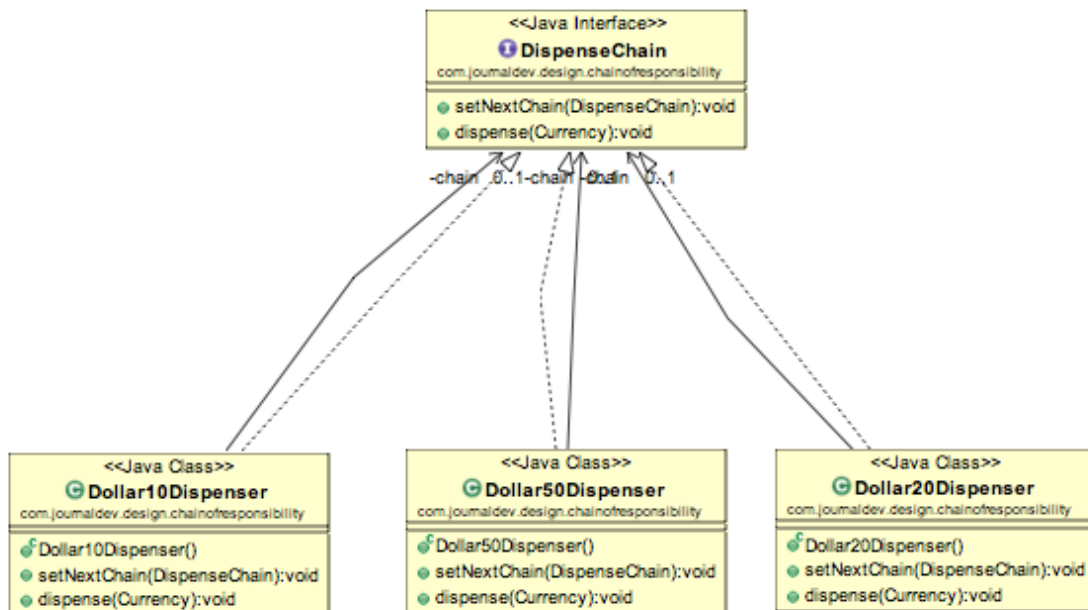 <<Java Interface>>
DispenseChain
com.journaldev.design.chainofresponsibility
setNextChain(DispenseChain):void
dispense(Currency):void
-chain 0..1 -chain -chain 0..1
<<Java Class>>
Dollar10Dispenser
com.journaldev.design.chainofresponsibility
Dollar10Dispenser()
setNextChain(DispenseChain):void
dispense(Currency):void
<<Java Class>>
Dollar50Dispenser
com.journaldev.design.chainofresponsibility
Dollar50Dispenser()
setNextChain(DispenseChain):void
dispense(Currency):void
<<Java Class>>
Dollar20Dispenser
com.journaldev.design.chainofresponsibility
Dollar20Dispenser()
setNextChain(DispenseChain):void
dispense(Currency):void